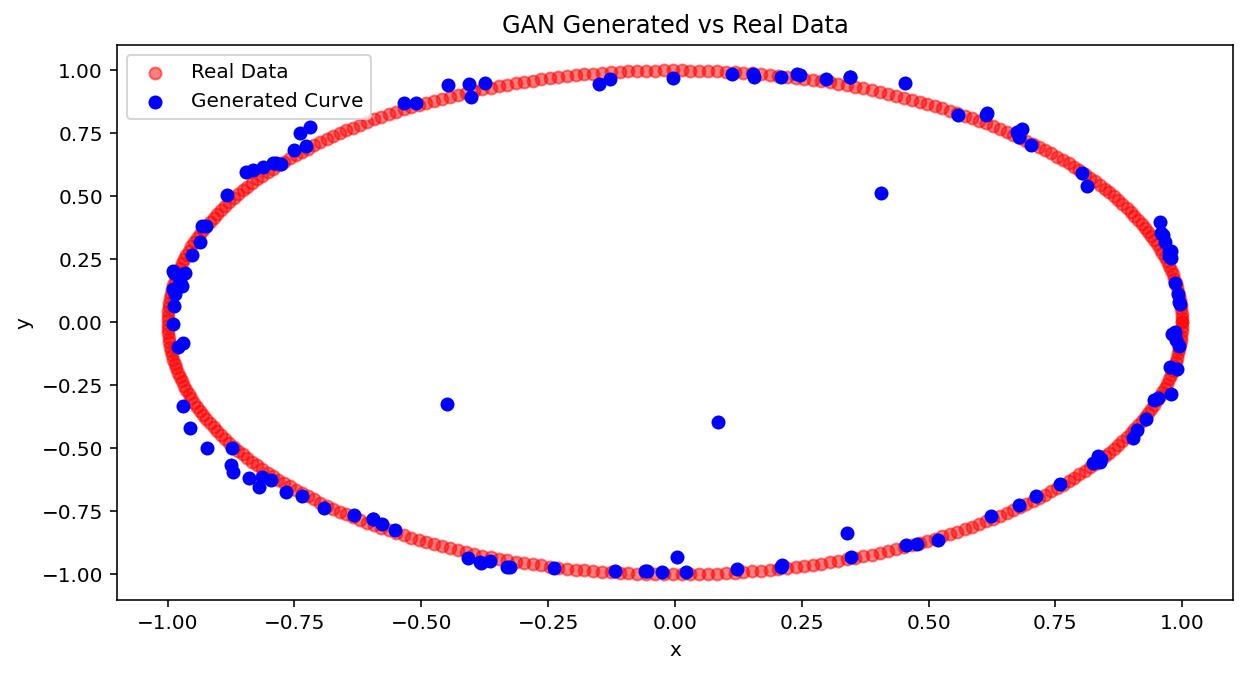 GAN Generated vs Real Data
Real Data
Generated Curve
1.00
0.75
0.50
0.25
0.00
−0.25
−0.50
−0.75
−1.00
y
−1.00 −0.75 −0.50 −0.25 0.00 0.25 0.50 0.75 1.00
x